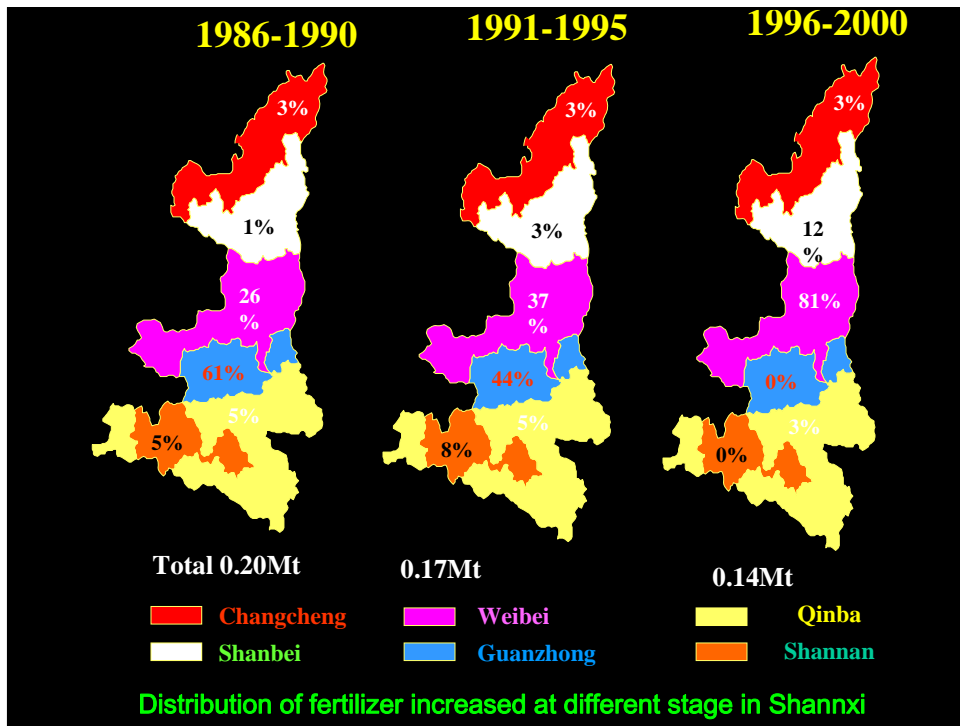 1986-1990
1991-1995
1996-2000
3%
3%
3%
1%
3%
12
%
26
%
37
%
81%
61%
44%
0%
5%
5%
3%
5%
8%
0%
Total 0.20Mt
0.17Mt
0.14Mt
Changcheng
Weibei
Qinba
Shanbei
Guanzhong
Shannan
Distribution of fertilizer increased at different stage in Shannxi